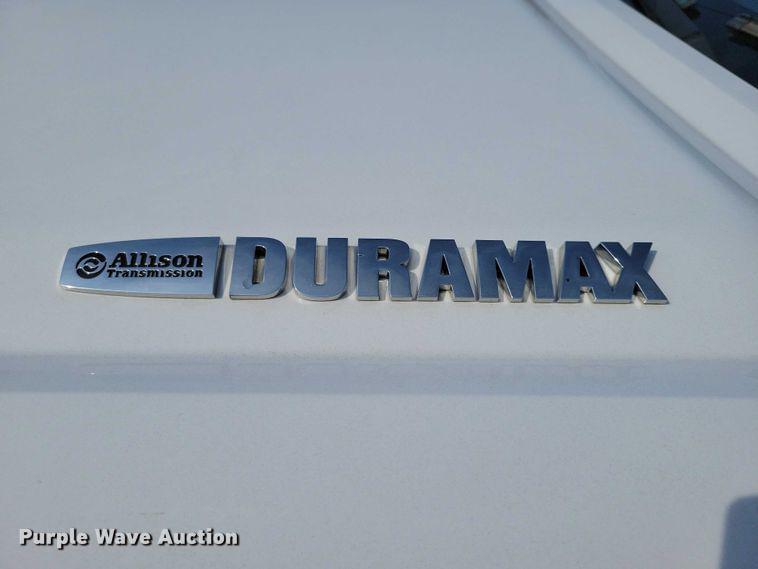 Allison
Transmission
DURAMAX
Purple Wave Auction